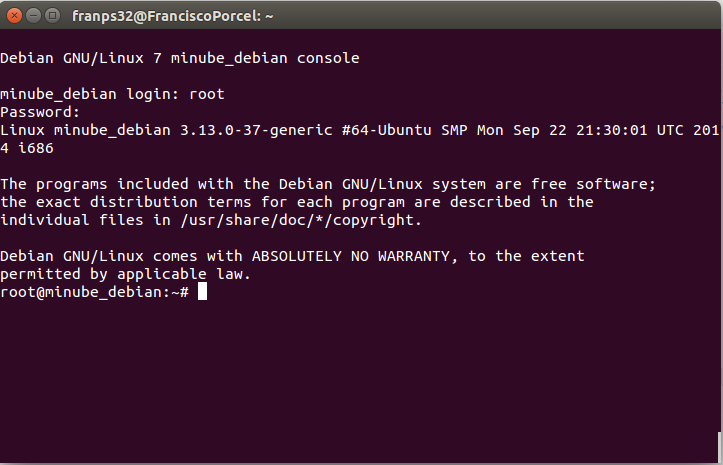 franps32@FranciscoPorcel: ~
Debian GNU/Linux 7 minube_debian console
minube_debian login: root
Password:
Linux minube_debian 3.13.0-37-generic #64-Ubuntu SMP Mon Sep 22 21:30:01 UTC 201
4 i686
The programs included with the Debian GNU/Linux system are free software;
the exact distribution terms for each program are described in the
individual files in /usr/share/doc/*/copyright.
Debian GNU/Linux comes with ABSOLUTELY NO WARRANTY, to the extent
permitted by applicable law.
root@minube_debian:~#